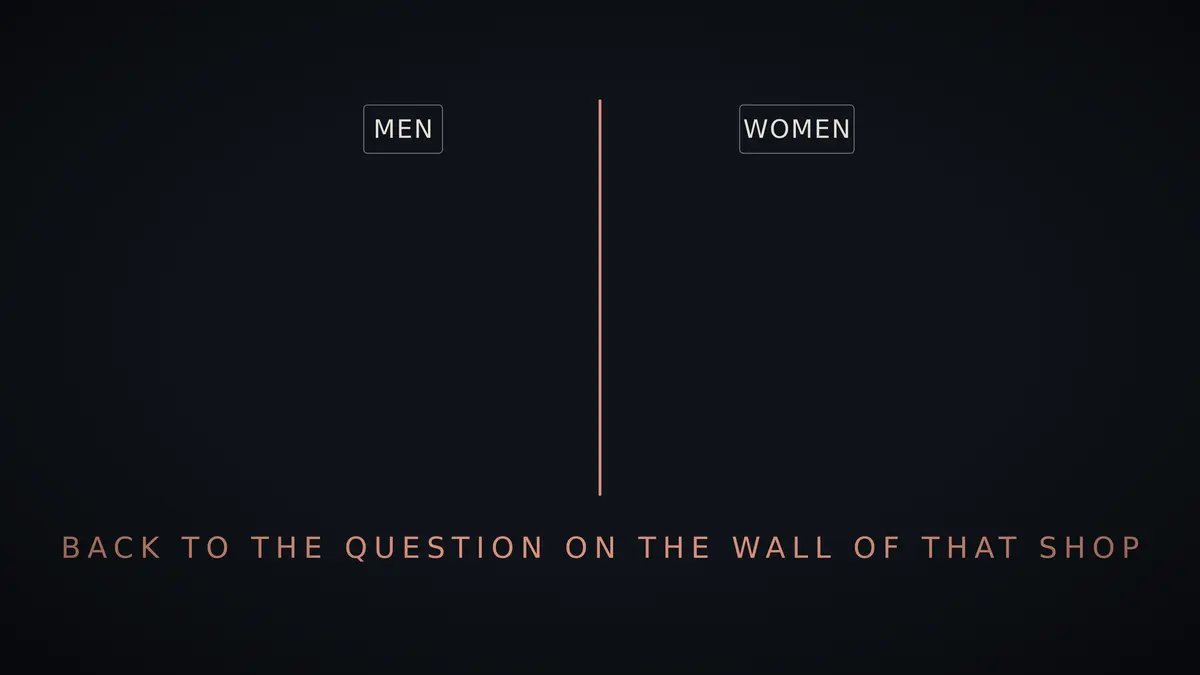 MEN
WOMEN
BACK TO THE QUESTION ON THE WALL OF THAT SHOP